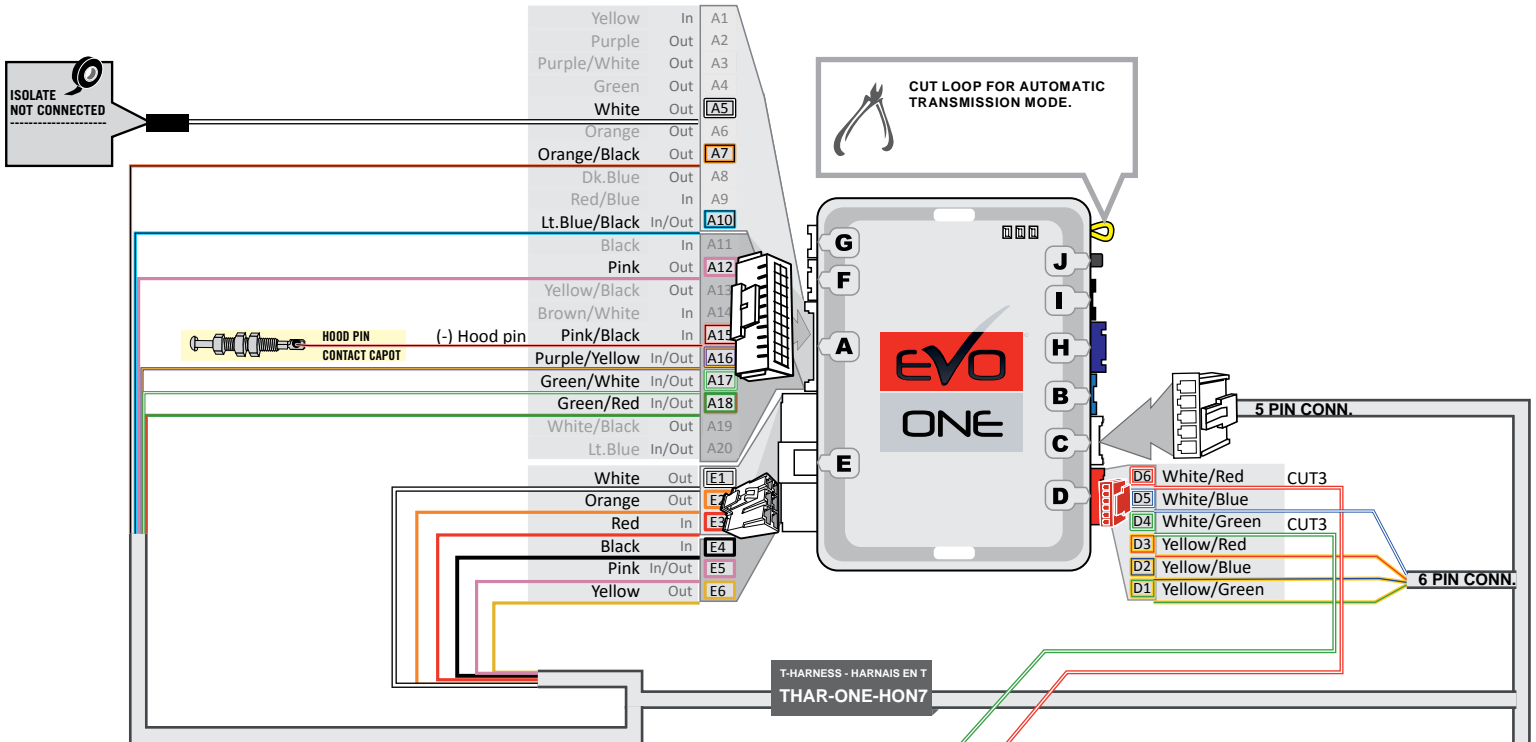 ISOLATE
NOT CONNECTED
Yellow In A1
Purple Out A2
Purple/White Out A3
Green Out A4
White Out A5
Orange Out A6
Orange/Black Out A7
Dk.Blue Out A8
Red/Blue In A9
Lt.Blue/Black In/Out A10
Black In A11
Pink Out A12
Yellow/Black Out A13
Brown/White In A14
HOOD PIN
CONTACT CAPOT
(-) Hood pin Pink/Black In A15
Purple/Yellow In/Out A16
Green/White In/Out A17
Green/Red In/Out A18
White/Black Out A19
Lt.Blue In/Out A20
White Out E1
Orange Out E2
Red In E3
Black In E4
Pink In/Out E5
Yellow Out E6
CUT LOOP FOR AUTOMATIC
TRANSMISSION MODE.
G
F
A
E
J
I
H
B
C
D
EVO
ONE
5 PIN CONN.
D6 White/Red CUT3
D5 White/Blue
D4 White/Green CUT3
D3 Yellow/Red
D2 Yellow/Blue
D1 Yellow/Green
6 PIN CONN.
T-HARNESS - HARNAIS EN T
THAR-ONE-HON7